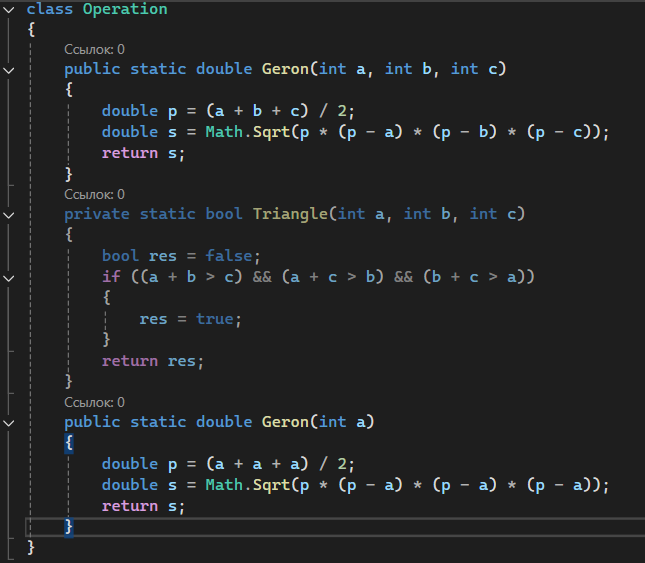 class Operation
{
Ссылок: 0
public static double Geron(int a, int b, int c)
{
double p = (a + b + c) / 2;
double s = Math.Sqrt(p * (p - a) * (p - b) * (p - c));
return s;
}
Ссылок: 0
private static bool Triangle(int a, int b, int c)
{
bool res = false;
if ((a + b > c) && (a + c > b) && (b + c > a))
{
res = true;
}
return res;
}
Ссылок: 0
public static double Geron(int a)
{
double p = (a + a + a) / 2;
double s = Math.Sqrt(p * (p - a) * (p - a) * (p - a));
return s;
}
}